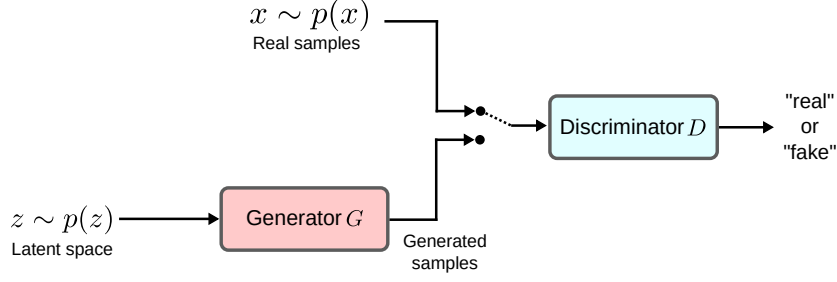 x ∼ p(x)
Real samples
Discriminator D
"real"
or
"fake"
z ∼ p(z)
Latent space
Generator G
Generated
samples